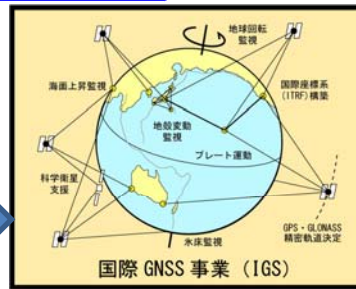 地球回転
監視
海面上昇監視
国際座標系
(ITRF)構築
地殻変動
監視
プレート運動
科学衛星
支援
氷床監視
GPS・GLONASS
精密軌道決定
国際 GNSS 事業 (IGS)